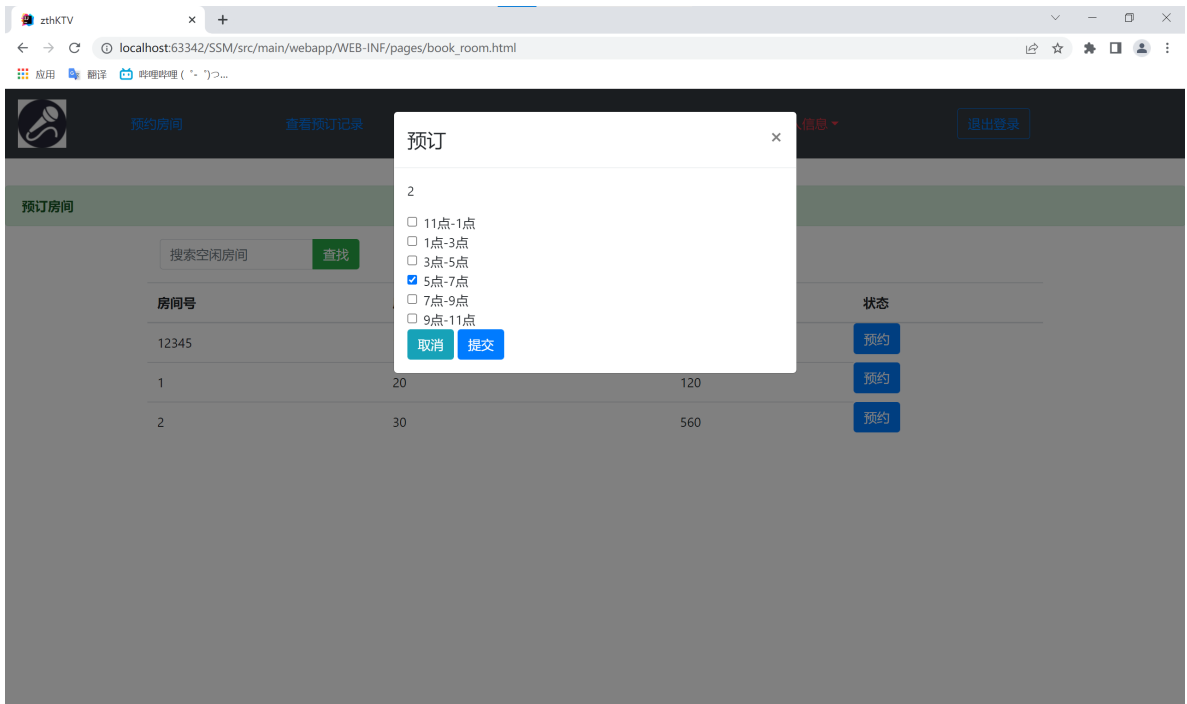 zthKTV
localhost:63342/SSM/src/main/webapp/WEB-INF/pages/book_room.html
应用 翻译 哔哩哔哩 ( ゜- ゜)つ...
预约房间 查看预订记录 信息 退出登录
预订
2
11点-1点
1点-3点
3点-5点
5点-7点
7点-9点
9点-11点
取消 提交
预订房间
搜索空闲房间 查找
房间号 状态
12345 预约
1 20 120 预约
2 30 560 预约